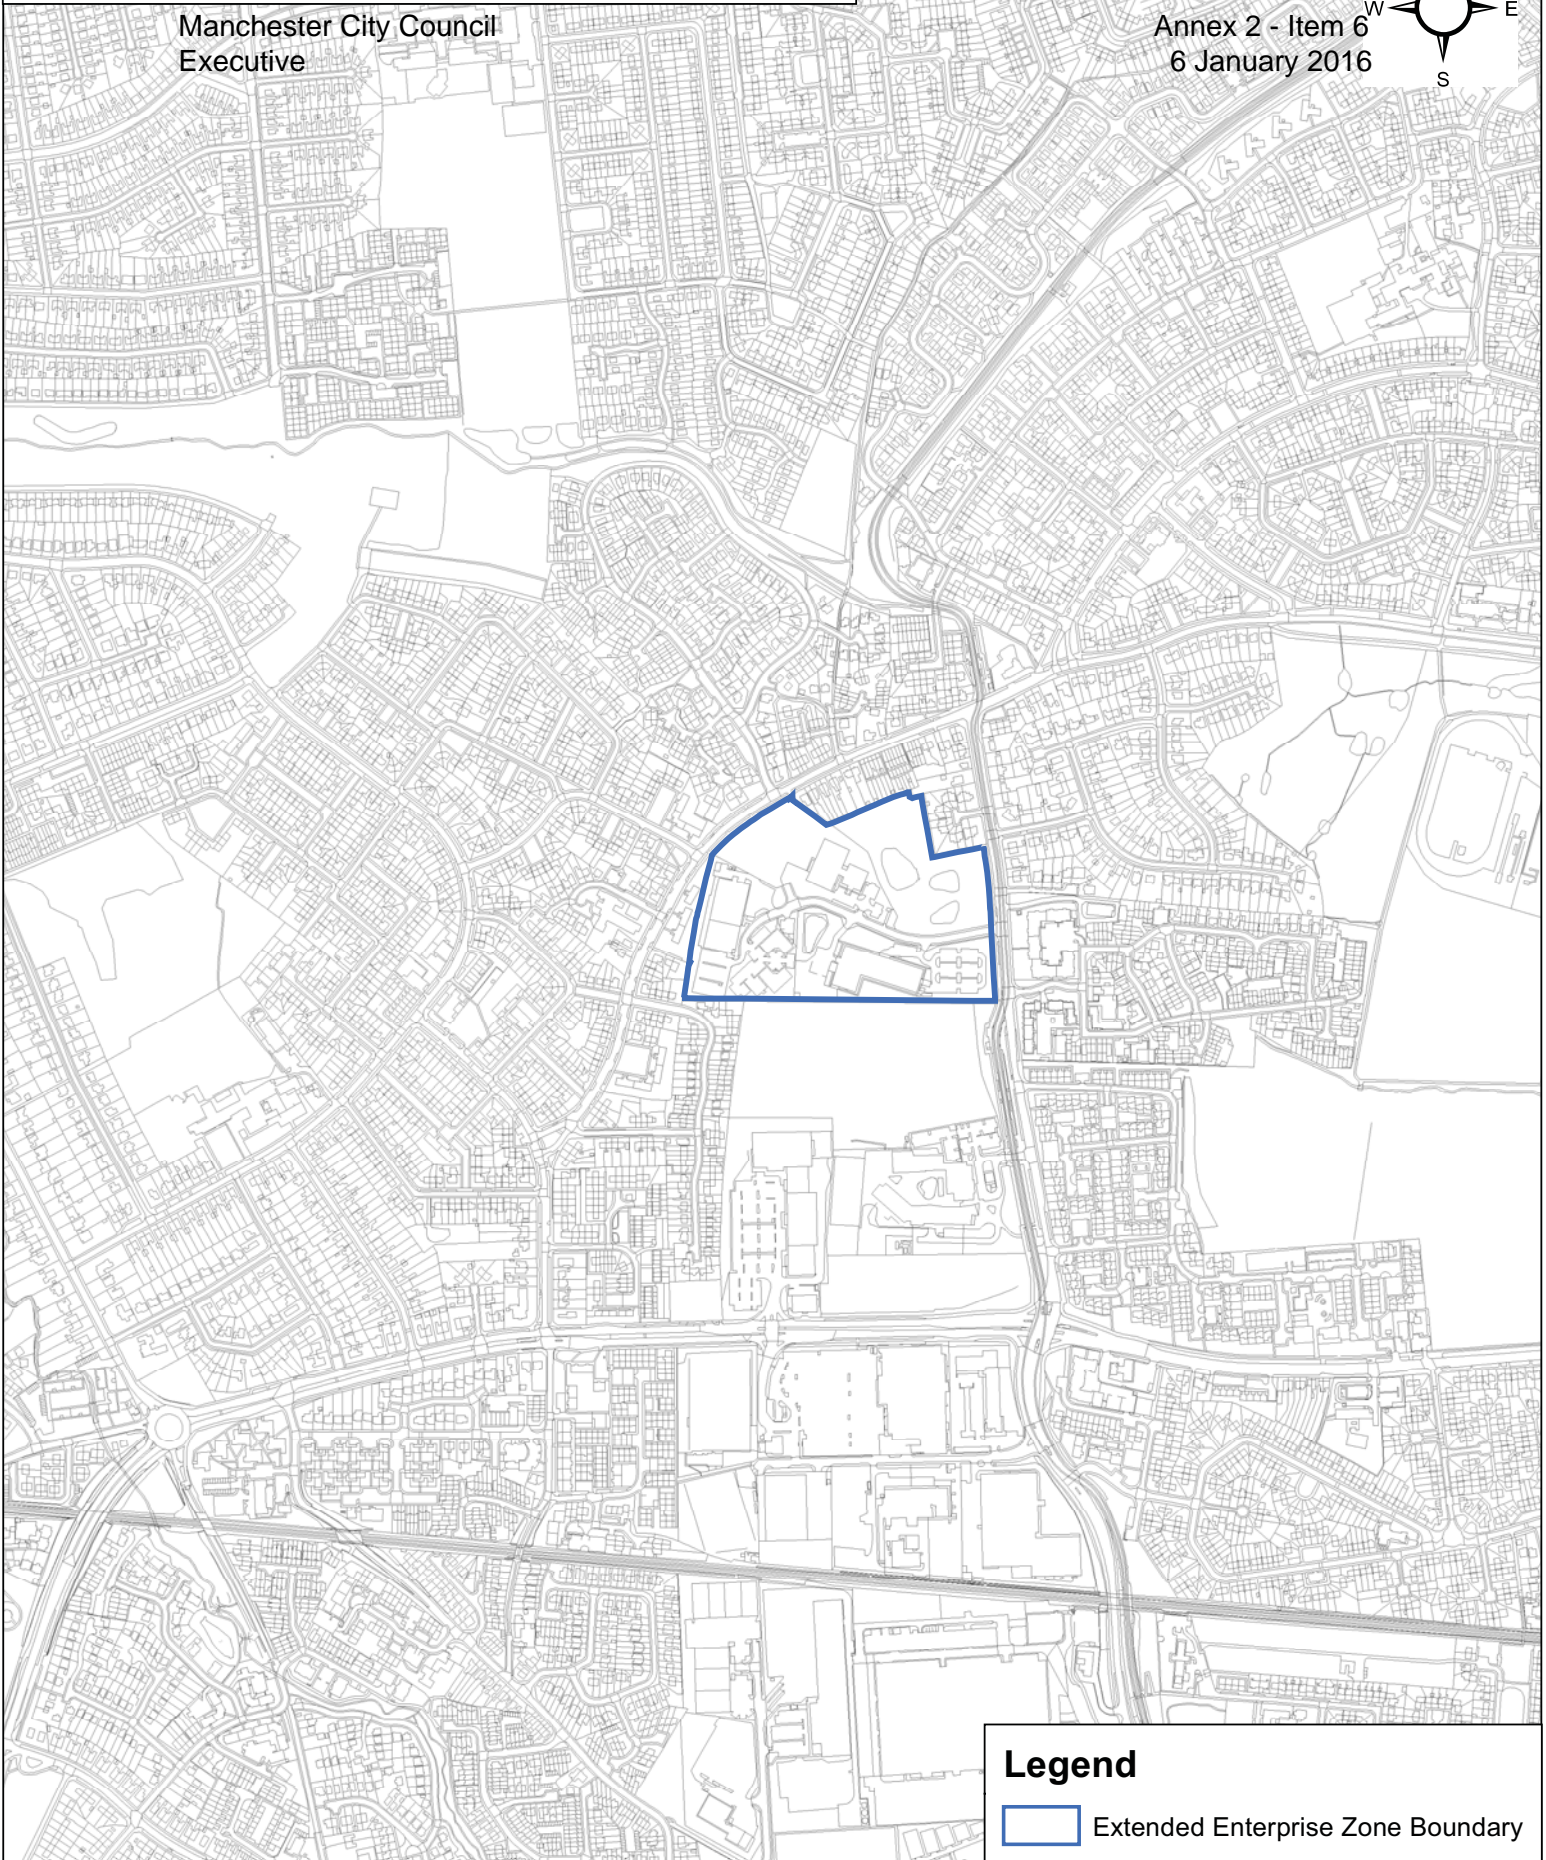 Manchester City Council
Executive
Annex 2 - Item 6
6 January 2016
W E
S
Legend
Extended Enterprise Zone Boundary